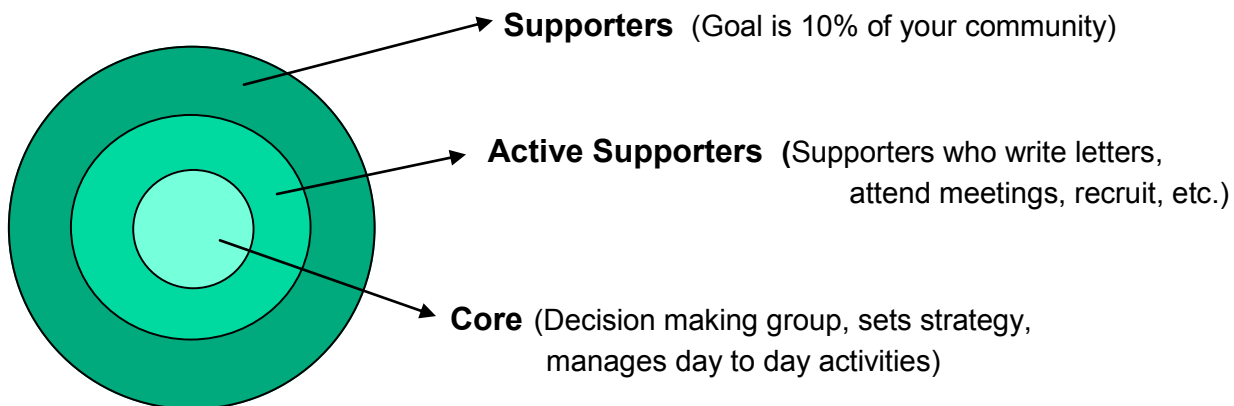 Supporters (Goal is 10% of your community)
Active Supporters (Supporters who write letters,
attend meetings, recruit, etc.)
Core (Decision making group, sets strategy,
manages day to day activities)